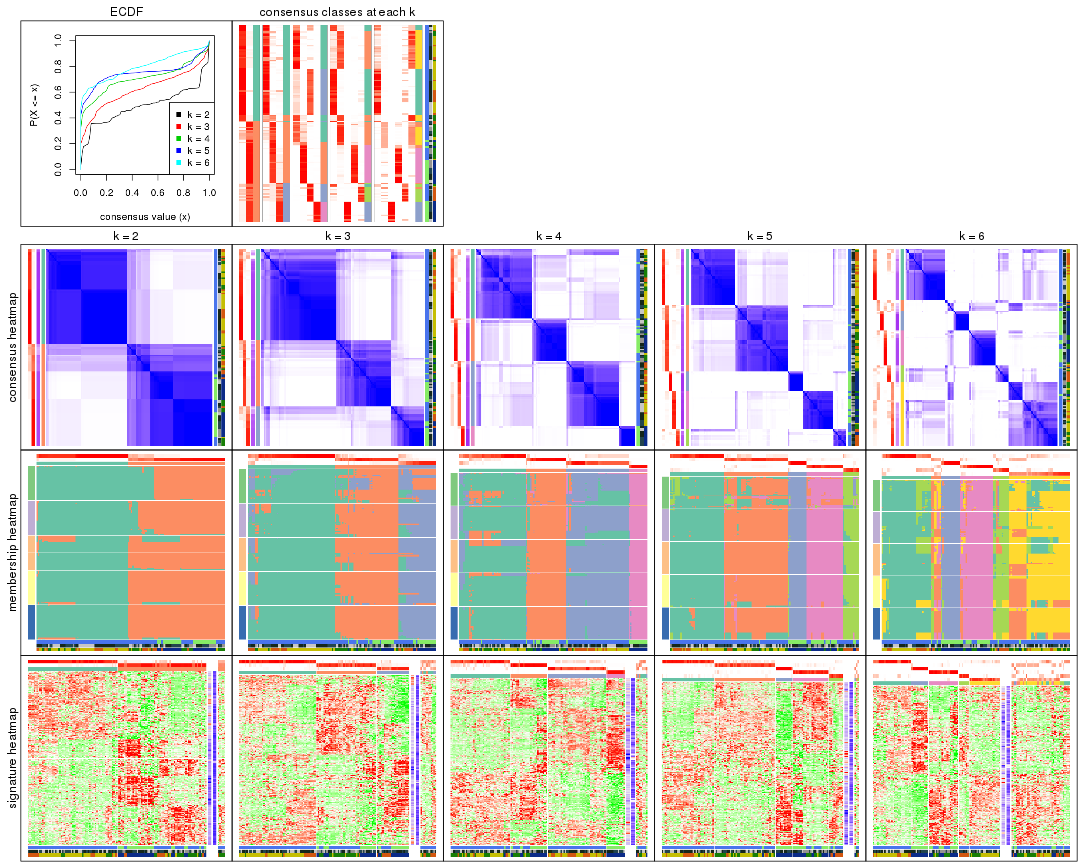 ECDF
consensus classes at each k
P(X <= x)
1.0
0.8
0.6
0.4
0.2
0.0
k = 2
k = 3
k = 4
k = 5
k = 6
0.0 0.2 0.4 0.6 0.8 1.0
consensus value (x)
k = 2 k = 3 k = 4 k = 5 k = 6
consensus heatmap
membership heatmap
signature heatmap